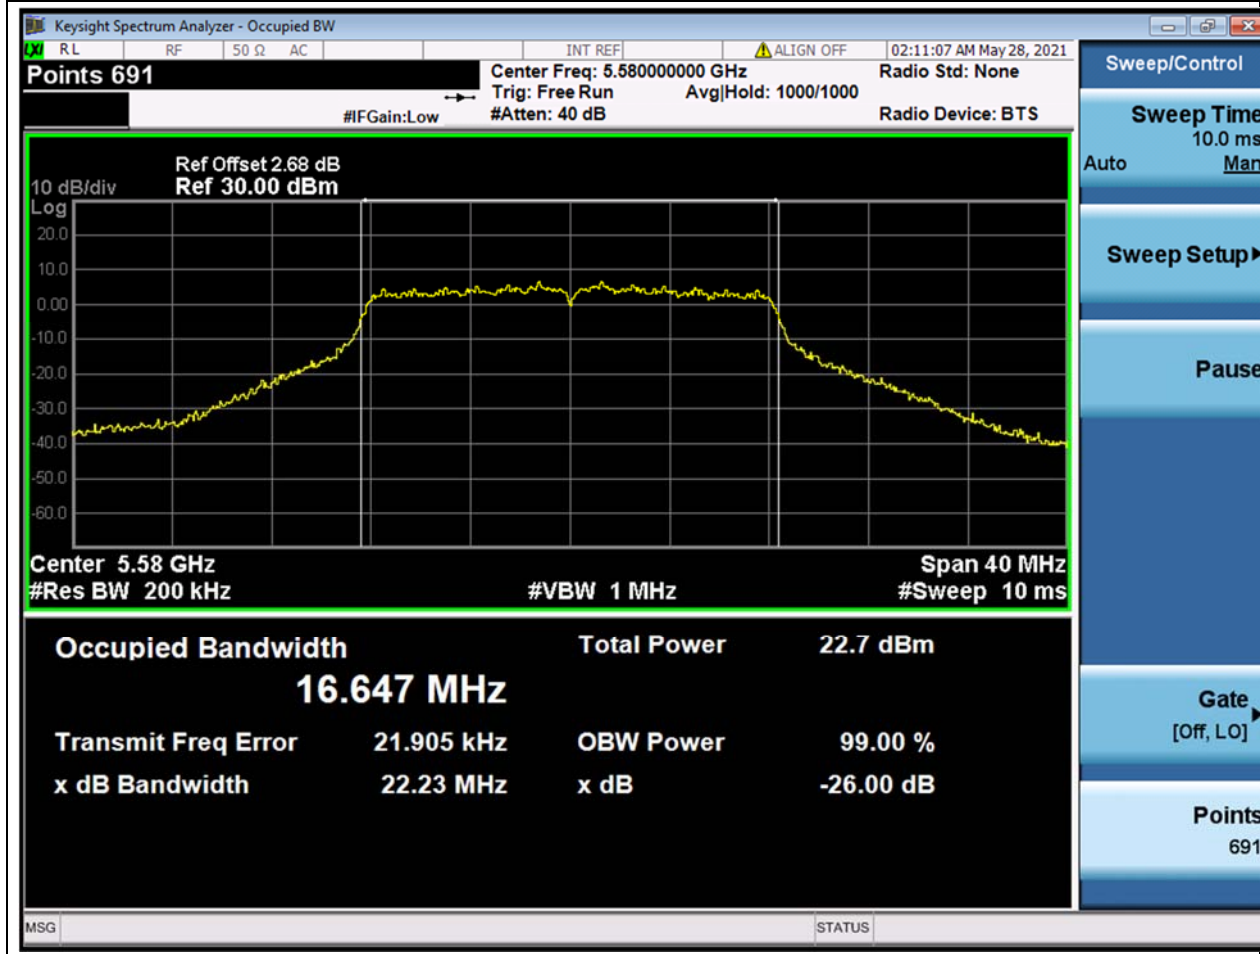 Keysight Spectrum Analyzer - Occupied BW
LXI RL RF 50 Ω AC INT REF ALIGN OFF 02:11:07 AM May 28, 2021
Points 691
Center Freq: 5.580000000 GHz Radio Std: None
Trig: Free Run Avg|Hold: 1000/1000
#IFGain:Low #Atten: 40 dB Radio Device: BTS
Ref Offset 2.68 dB
10 dB/div Ref 30.00 dBm
Log
20.0
10.0
0.00
-10.0
-20.0
-30.0
-40.0
-50.0
-60.0
Center 5.58 GHz Span 40 MHz
#Res BW 200 kHz #VBW 1 MHz #Sweep 10 ms
Occupied Bandwidth Total Power 22.7 dBm
16.647 MHz
Transmit Freq Error 21.905 kHz OBW Power 99.00 %
x dB Bandwidth 22.23 MHz x dB -26.00 dB
MSG STATUS
Sweep/Control
Sweep Time
10.0 ms
Auto Man
Sweep Setup
Pause
Gate
[Off, LO]
Points
691